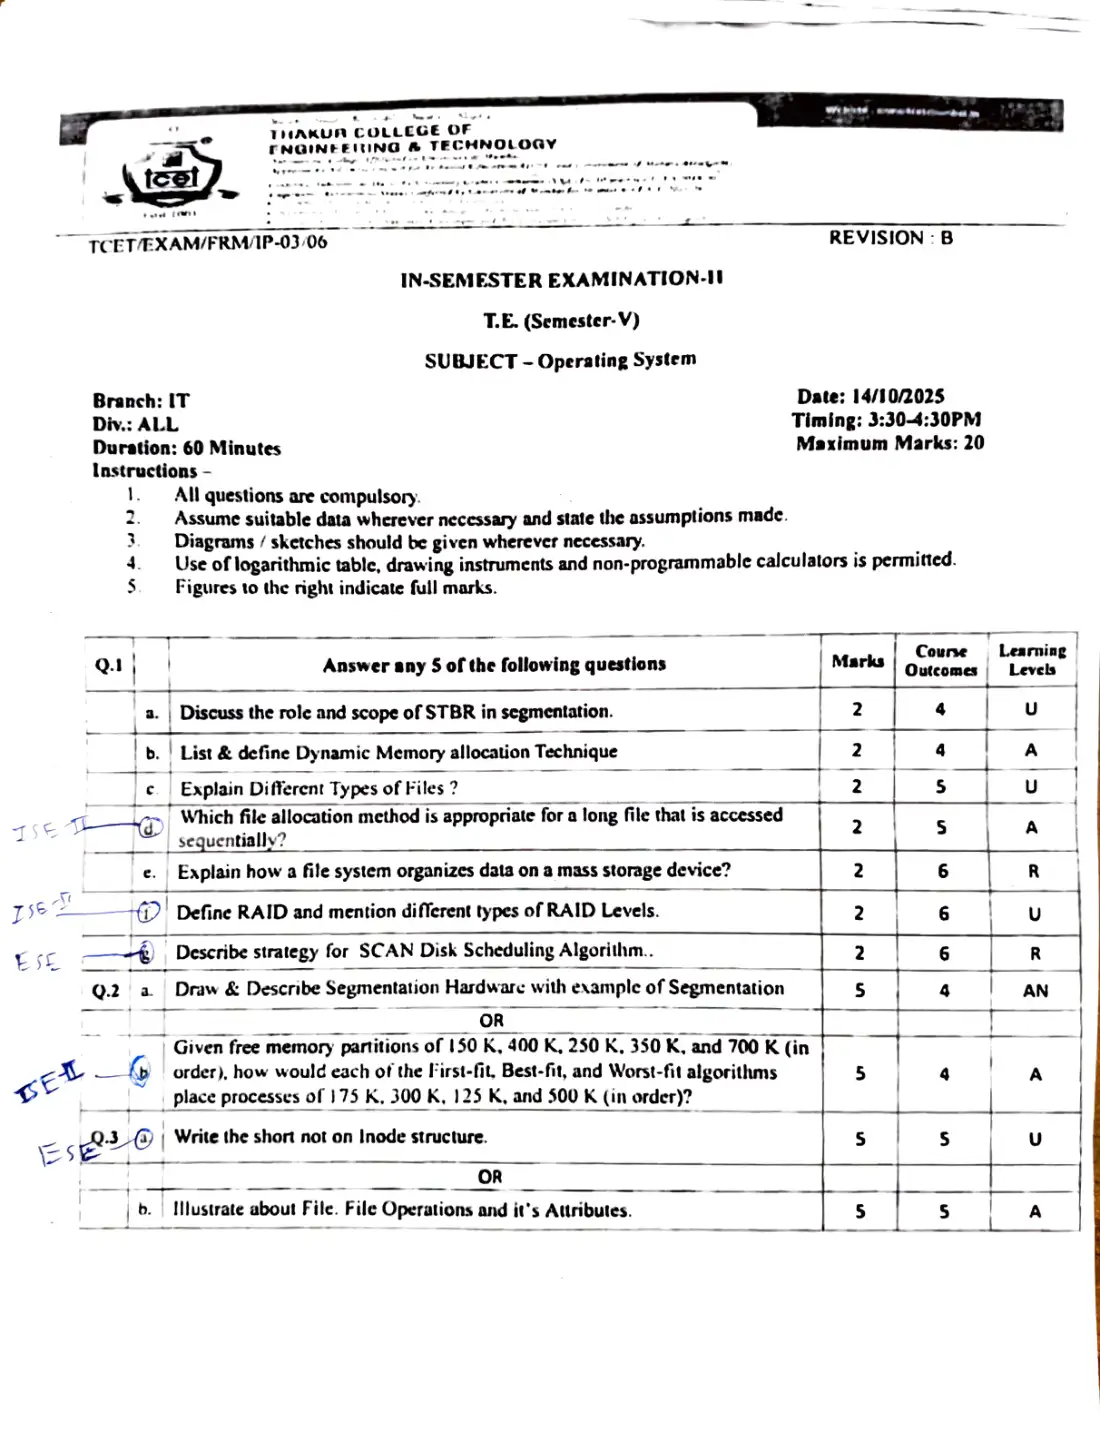 THAKUR COLLEGE OF
ENGINEERING & TECHNOLOGY
tcet
TCET/EXAM/FRM/IP-03/06
REVISION : B
IN-SEMESTER EXAMINATION-II
T.E. (Semester-V)
SUBJECT – Operating System
Branch: IT
Date: 14/10/2025
Div.: ALL
Timing: 3:30-4:30PM
Duration: 60 Minutes
Maximum Marks: 20
Instructions –
1. All questions are compulsory.
2. Assume suitable data wherever necessary and state the assumptions made.
3. Diagrams / sketches should be given wherever necessary.
4. Use of logarithmic table, drawing instruments and non-programmable calculators is permitted.
5. Figures to the right indicate full marks.
Q.1 Answer any 5 of the following questions Marks Course Outcomes Learning Levels
a. Discuss the role and scope of STBR in segmentation. 2 4 U
b. List & define Dynamic Memory allocation Technique 2 4 A
c. Explain Different Types of Files ? 2 5 U
ISE-II d. Which file allocation method is appropriate for a long file that is accessed
sequentially? 2 5 A
e. Explain how a file system organizes data on a mass storage device? 2 6 R
ISE-II f. Define RAID and mention different types of RAID Levels. 2 6 U
ESE g. Describe strategy for SCAN Disk Scheduling Algorithm.. 2 6 R
Q.2 a. Draw & Describe Segmentation Hardware with example of Segmentation 5 4 AN
OR
Given free memory partitions of 150 K, 400 K, 250 K, 350 K, and 700 K (in
ISE-II b order), how would each of the First-fit, Best-fit, and Worst-fit algorithms 5 4 A
place processes of 175 K, 300 K, 125 K, and 500 K (in order)?
ESE Q.3 a Write the short not on Inode structure. 5 5 U
OR
b. Illustrate about File. File Operations and it's Attributes. 5 5 A